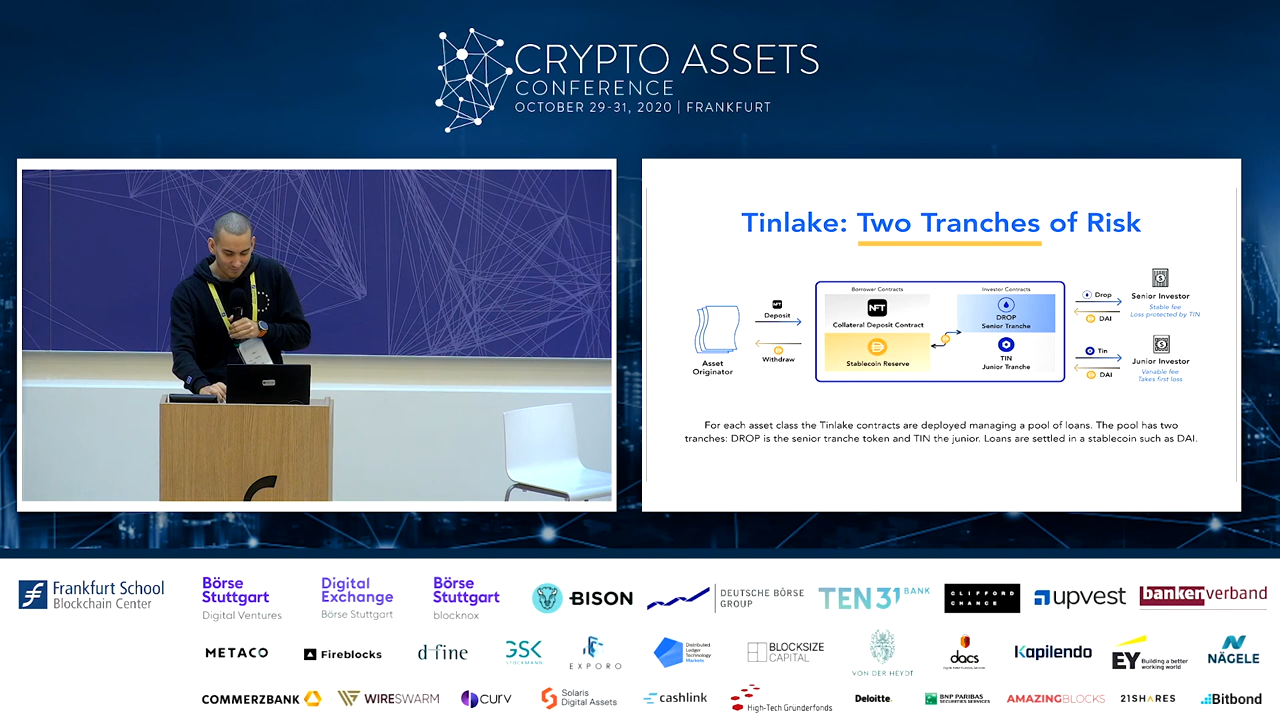 CRYPTO ASSETS
CONFERENCE
OCTOBER 29-31, 2020 | FRANKFURT
Tinlake: Two Tranches of Risk
Borrower Contracts
Investor Contracts
NFT
Collateral Deposit Contract
Stablecoin Reserve
DROP
Senior Tranche
TIN
Junior Tranche
Asset
Originator
NFT
Deposit
Withdraw
Drop
DAI
Senior Investor
Stable fee
Loss protected by TIN
Tin
DAI
Junior Investor
Variable fee
Takes first loss
For each asset class the Tinlake contracts are deployed managing a pool of loans. The pool has two
tranches: DROP is the senior tranche token and TIN the junior. Loans are settled in a stablecoin such as DAI.
Frankfurt School
Blockchain Center
Börse
Stuttgart
Digital Ventures
Digital
Exchange
Börse Stuttgart
Börse
Stuttgart
blocknox
BISON
DEUTSCHE BÖRSE
GROUP
TEN31 BANK
CLIFFORD
CHANCE
upvest
bankenverband
METACO
Fireblocks
d-fine
GSK
STOCKMANN
EXPORO
Distributed
Ledger
Technology
Markets
BLOCKSIZE
CAPITAL
VON DER HEYDT
dacs
Kapilendo
EY
Building a better
working world
NÄGELE
COMMERZBANK
WIRESWARM
curv
Solaris
Digital Assets
cashlink
High-Tech Gründerfonds
Deloitte.
BNP PARIBAS
SECURITIES SERVICES
AMAZINGBLOCKS
21SHARES
Bitbond